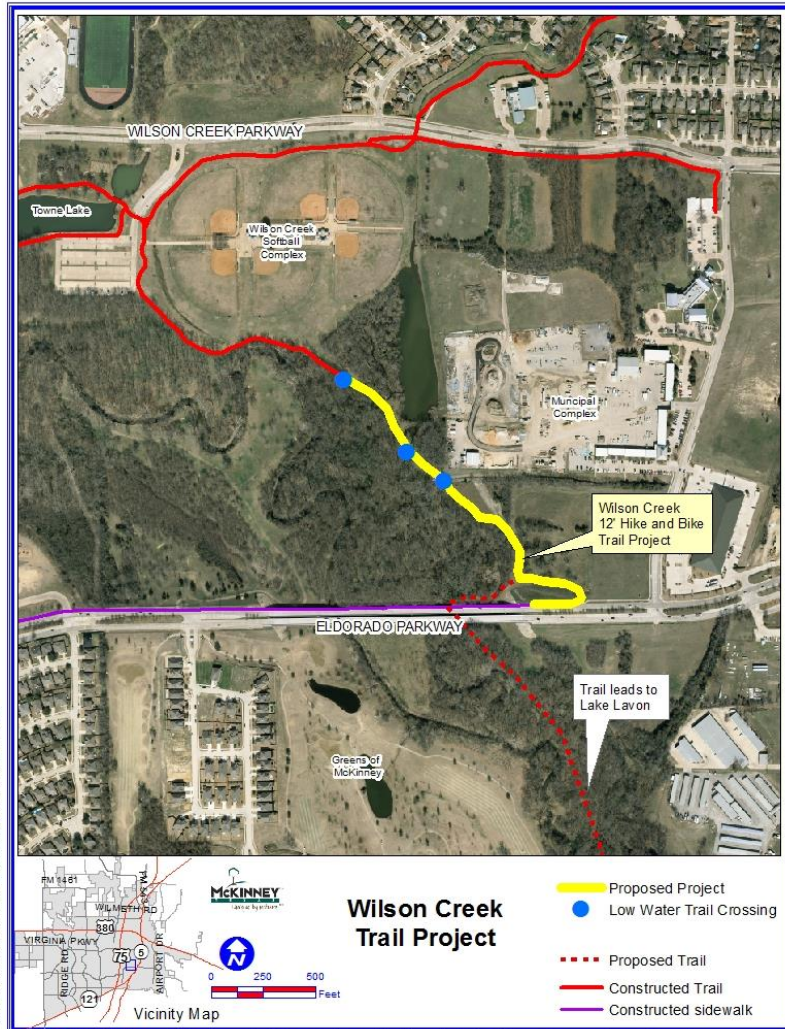 WILSON CREEK PARKWAY
Towne Lake
Wilson Creek
Softball
Complex
Muncipal
Complex
Wilson Creek
12' Hike and Bike
Trail Project
ELDORADO PARKWAY
Trail leads to
Lake Lavon
Greens of
McKinney
FM 1461
WILMETH RD
380
VIRGINIA PKWY
75
5
RIDGE RD
AIRPORT DR
121
Vicinity Map
MCKINNEY
TEXAS
N
0 250 500
Feet
Wilson Creek
Trail Project
Proposed Project
Low Water Trail Crossing
Proposed Trail
Constructed Trail
Constructed sidewalk